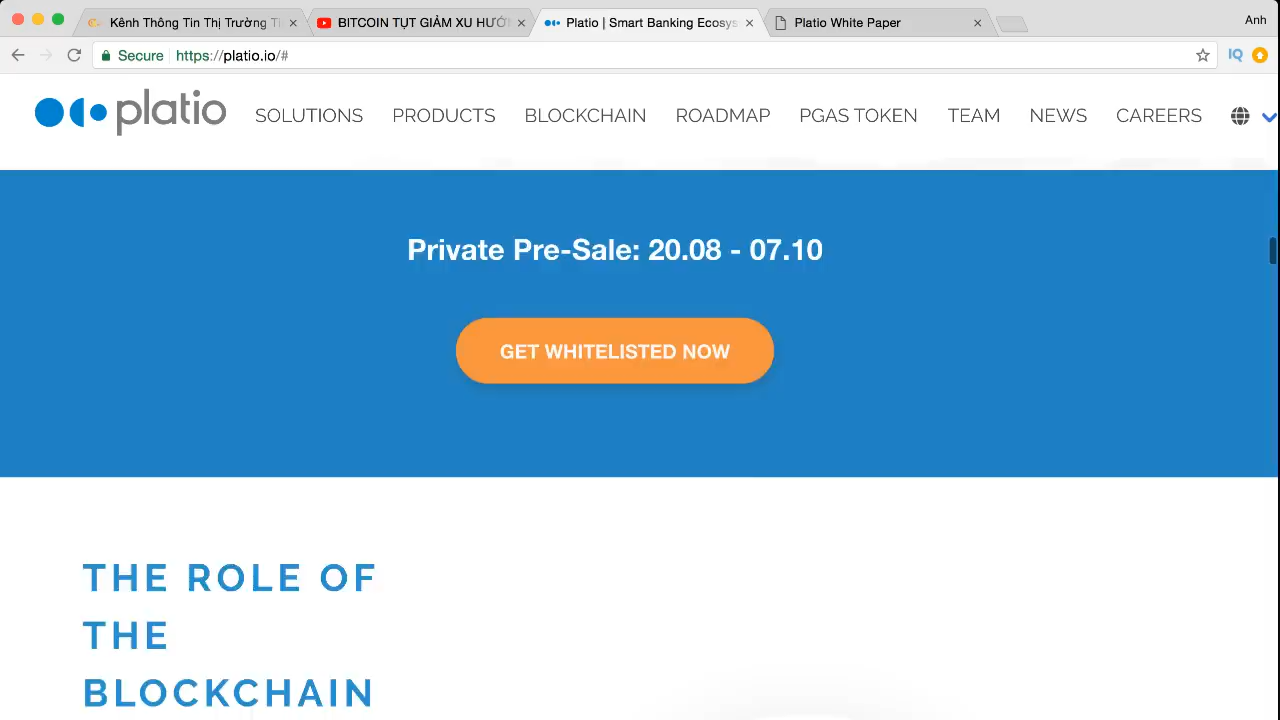 Kênh Thông Tin Thị Trường Ti
BITCOIN TỤT GIẢM XU HƯỚN
Platio | Smart Banking Ecosys
Platio White Paper
Anh
Secure
https://platio.io/#
IQ
platio
SOLUTIONS
PRODUCTS
BLOCKCHAIN
ROADMAP
PGAS TOKEN
TEAM
NEWS
CAREERS
Private Pre-Sale: 20.08 - 07.10
GET WHITELISTED NOW
THE ROLE OF
THE
BLOCKCHAIN